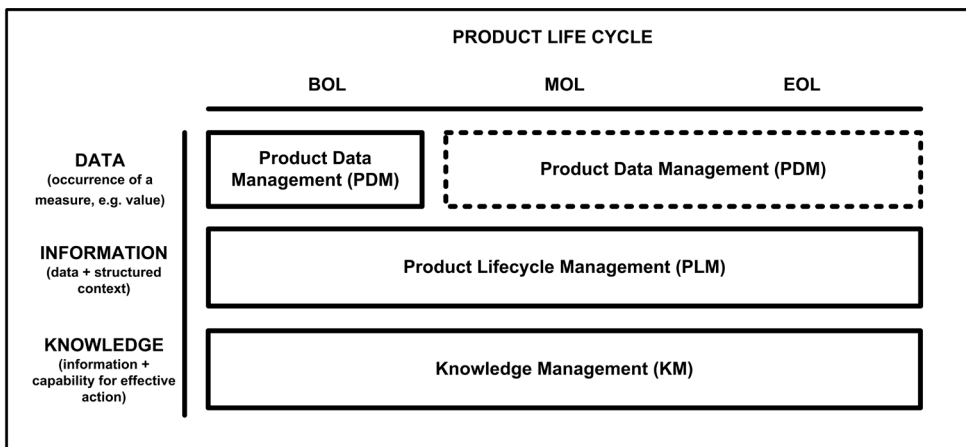 PRODUCT LIFE CYCLE
BOL MOL EOL
DATA
(occurrence of a
measure, e.g. value)
Product Data
Management (PDM)
Product Data Management (PDM)
INFORMATION
(data + structured
context)
Product Lifecycle Management (PLM)
KNOWLEDGE
(information +
capability for effective
action)
Knowledge Management (KM)